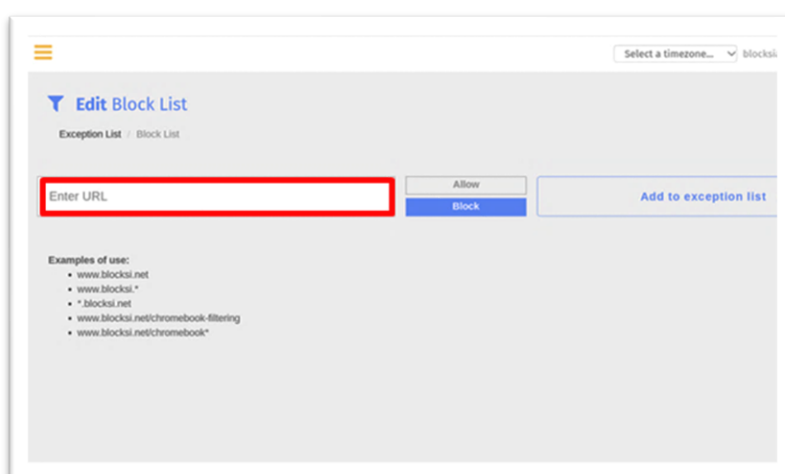 Select a timezone...
Edit Block List
Exception List / Block List
Enter URL
Allow
Block
Add to exception list
Examples of use:
• www.blocksi.net
• www.blocksi.*
• *.blocksi.net
• www.blocksi.net/chromebook-filtering
• www.blocksi.net/chromebook*